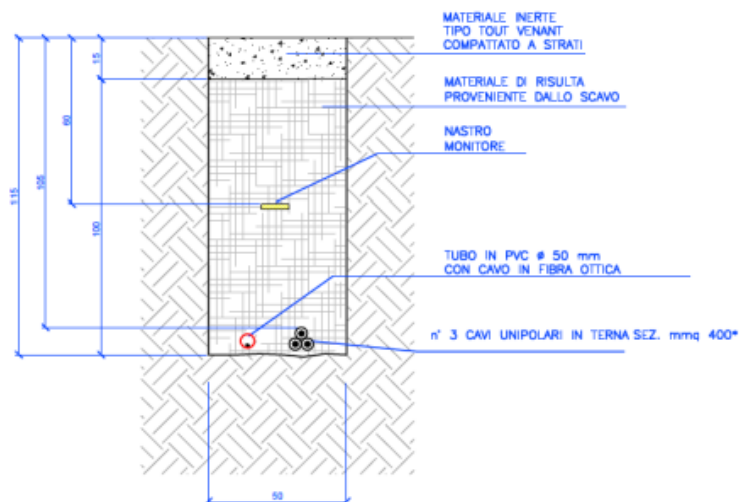 MATERIALE INERTE
TIPO TOUT VENANT
COMPATTATO A STRATI
MATERIALE DI RISULTA
PROVENIENTE DALLO SCAVO
NASTRO
MONITORE
TUBO IN PVC ø 50 mm
CON CAVO IN FIBRA OTTICA
n° 3 CAVI UNIPOLARI IN TERNA SEZ. mmq 400*
15
60
105
115
100
50